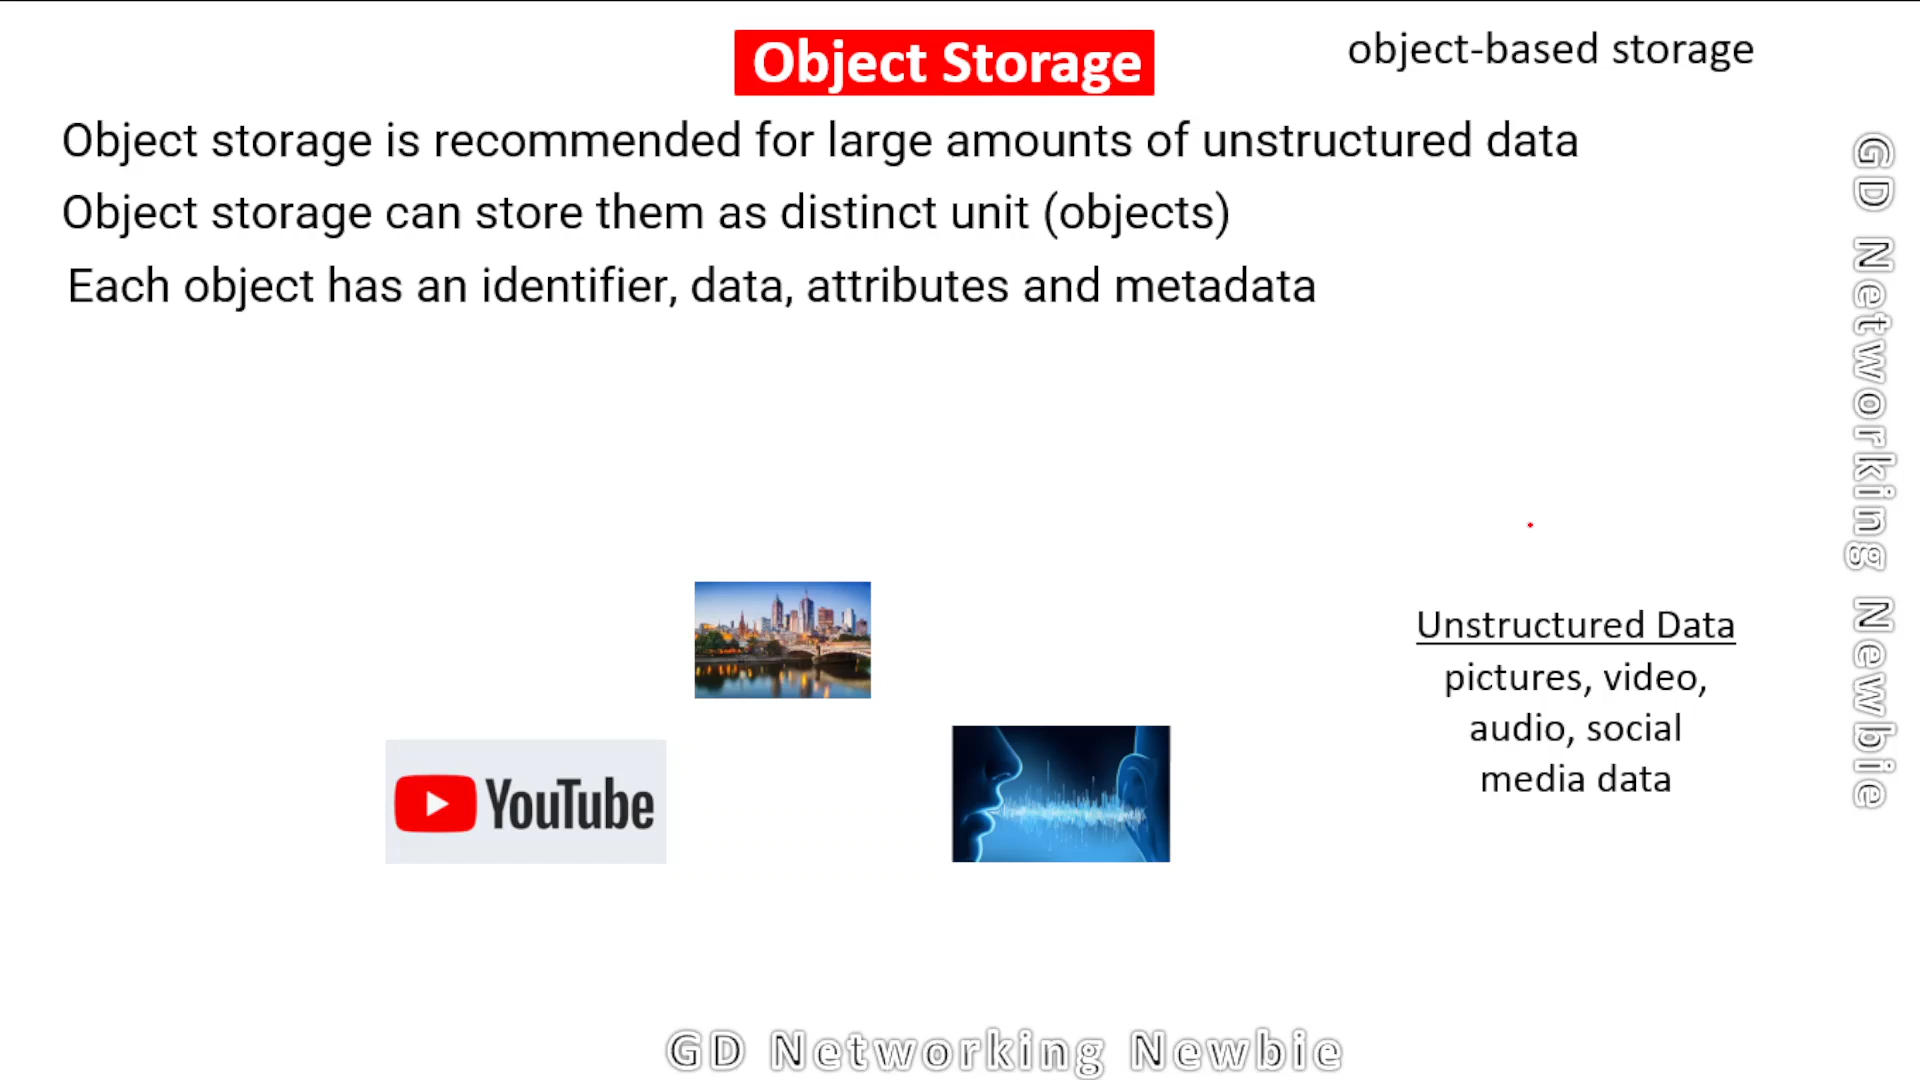 Object Storage
object-based storage
Object storage is recommended for large amounts of unstructured data
Object storage can store them as distinct unit (objects)
Each object has an identifier, data, attributes and metadata
GD Networking Newbie
Unstructured Data
pictures, video,
audio, social
media data
YouTube
GD Networking Newbie